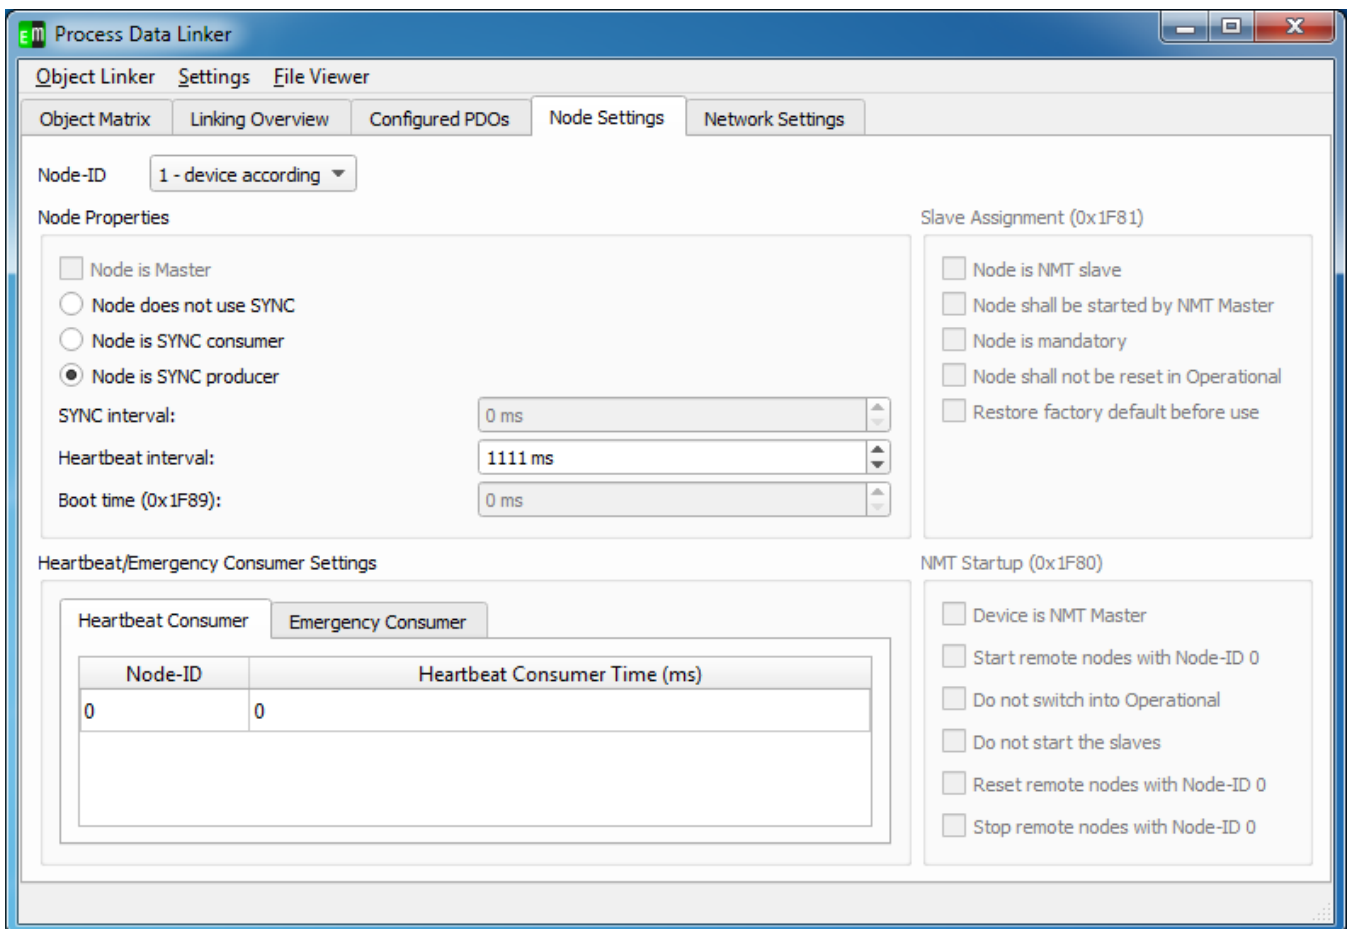 EM Process Data Linker
Object Linker Settings File Viewer
Object Matrix Linking Overview Configured PDOs Node Settings Network Settings
Node-ID 1 - device according
Node Properties
Node is Master
Node does not use SYNC
Node is SYNC consumer
Node is SYNC producer
SYNC interval: 0 ms
Heartbeat interval: 1111 ms
Boot time (0x1F89): 0 ms
Slave Assignment (0x1F81)
Node is NMT slave
Node shall be started by NMT Master
Node is mandatory
Node shall not be reset in Operational
Restore factory default before use
Heartbeat/Emergency Consumer Settings
Heartbeat Consumer Emergency Consumer
Node-ID Heartbeat Consumer Time (ms)
0 0
NMT Startup (0x1F80)
Device is NMT Master
Start remote nodes with Node-ID 0
Do not switch into Operational
Do not start the slaves
Reset remote nodes with Node-ID 0
Stop remote nodes with Node-ID 0